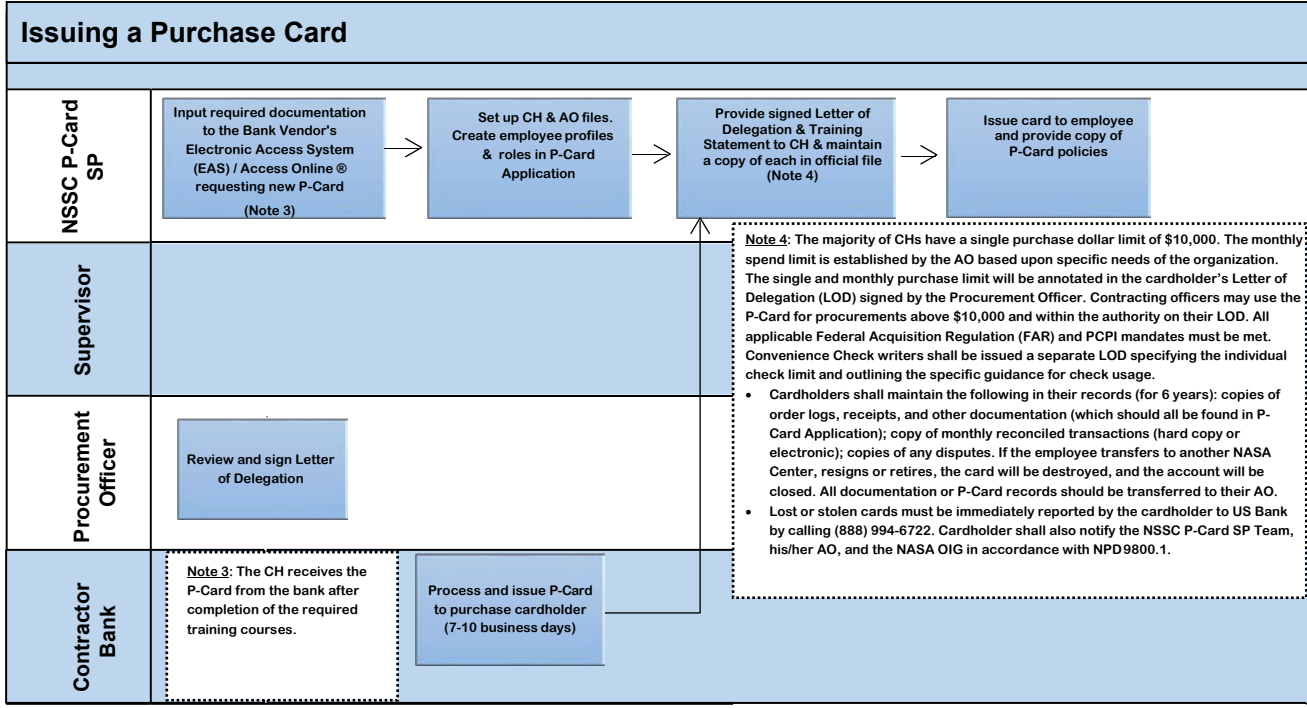 Issuing a Purchase Card
NSSC P-Card
SP
Input required documentation
to the Bank Vendor's
Electronic Access System
(EAS) / Access Online ®
requesting new P-Card
(Note 3)
Set up CH & AO files.
Create employee profiles
& roles in P-Card
Application
Provide signed Letter of
Delegation & Training
Statement to CH & maintain
a copy of each in official file
(Note 4)
Issue card to employee
and provide copy of
P-Card policies
Note 4: The majority of CHs have a single purchase dollar limit of $10,000. The monthly
spend limit is established by the AO based upon specific needs of the organization.
The single and monthly purchase limit will be annotated in the cardholder's Letter of
Delegation (LOD) signed by the Procurement Officer. Contracting officers may use the
P-Card for procurements above $10,000 and within the authority on their LOD. All
applicable Federal Acquisition Regulation (FAR) and PCPI mandates must be met.
Convenience Check writers shall be issued a separate LOD specifying the individual
check limit and outlining the specific guidance for check usage.
• Cardholders shall maintain the following in their records (for 6 years): copies of
order logs, receipts, and other documentation (which should all be found in P-
Card Application); copy of monthly reconciled transactions (hard copy or
electronic); copies of any disputes. If the employee transfers to another NASA
Center, resigns or retires, the card will be destroyed, and the account will be
closed. All documentation or P-Card records should be transferred to their AO.
• Lost or stolen cards must be immediately reported by the cardholder to US Bank
by calling (888) 994-6722. Cardholder shall also notify the NSSC P-Card SP Team,
his/her AO, and the NASA OIG in accordance with NPD9800.1.
Supervisor
Procurement
Officer
Review and sign Letter
of Delegation
Contractor
Bank
Note 3: The CH receives the
P-Card from the bank after
completion of the required
training courses.
Process and issue P-Card
to purchase cardholder
(7-10 business days)